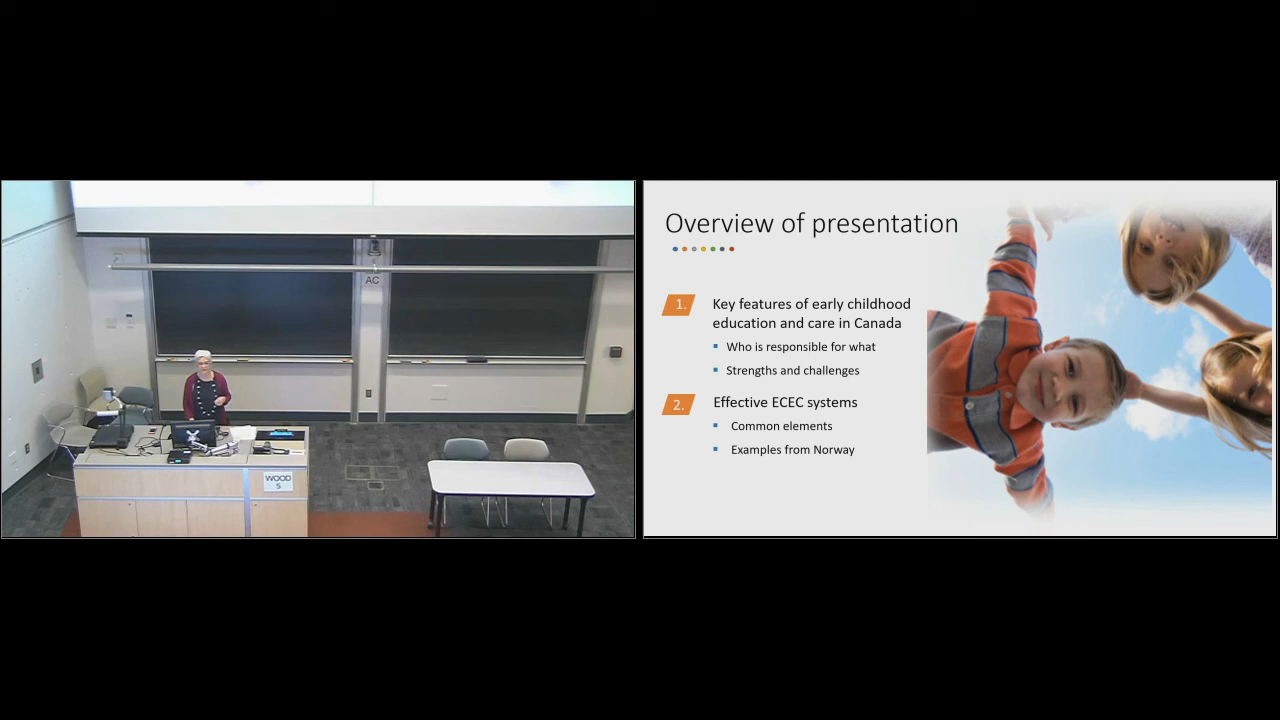 AC
WOOD
S
Overview of presentation
1. Key features of early childhood
education and care in Canada
▪ Who is responsible for what
▪ Strengths and challenges
2. Effective ECEC systems
▪ Common elements
▪ Examples from Norway